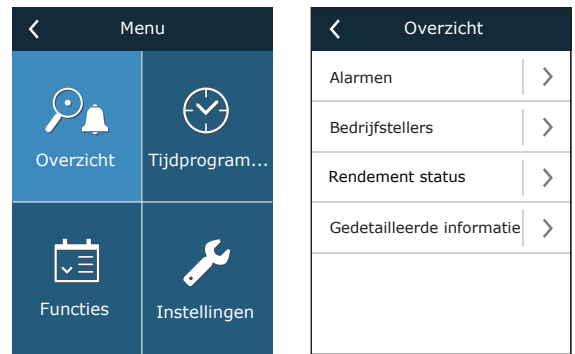 Menu
Overzicht
Tijdprogram...
Functies
Instellingen
Overzicht
Alarmen
Bedrijfstellers
Rendement status
Gedetailleerde informatie